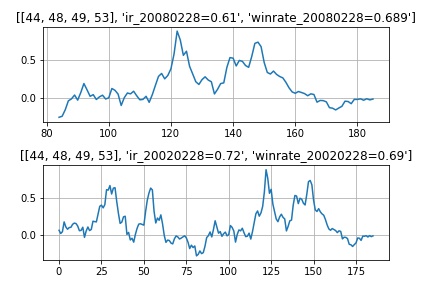 [[44, 48, 49, 53], 'ir_20080228=0.61', 'winrate_20080228=0.689']
0.5
0.0
80 100 120 140 160 180
[[44, 48, 49, 53], 'ir_20020228=0.72', 'winrate_20020228=0.69']
0.5
0.0
0 25 50 75 100 125 150 175